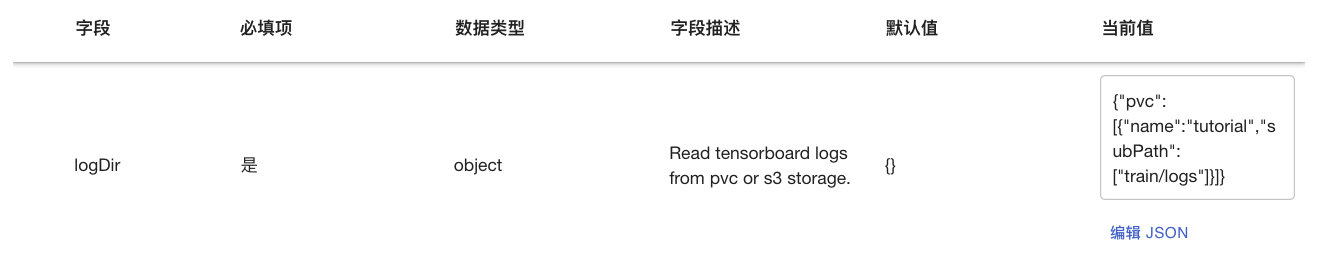 字段 必填项 数据类型 字段描述 默认值 当前值
logDir 是 object Read tensorboard logs
from pvc or s3 storage. {} {"pvc":
[{"name":"tutorial","s
ubPath":
["train/logs"]}]}
编辑 JSON